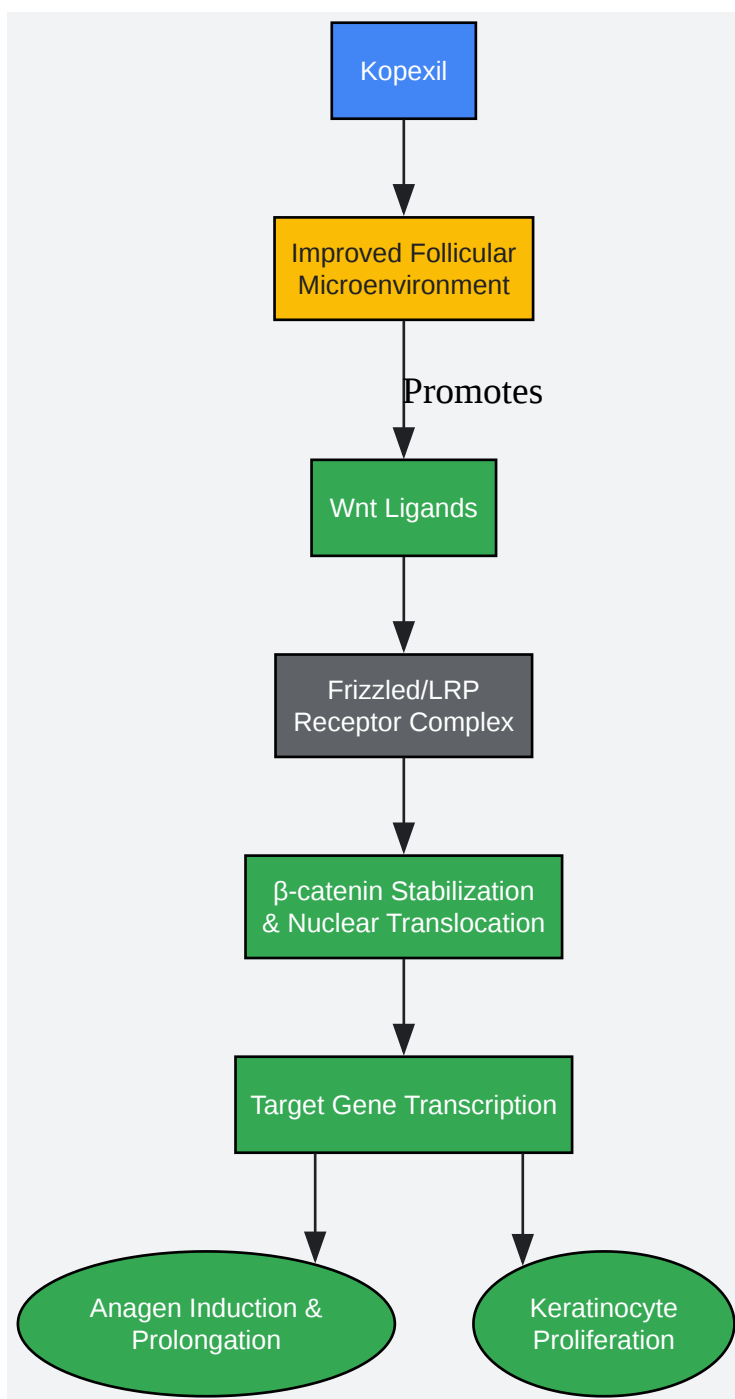 Kopexil
Improved Follicular
Microenvironment
Promotes
Wnt Ligands
Frizzled/LRP
Receptor Complex
β-catenin Stabilization
& Nuclear Translocation
Target Gene Transcription
Anagen Induction &
Prolongation
Keratinocyte
Proliferation